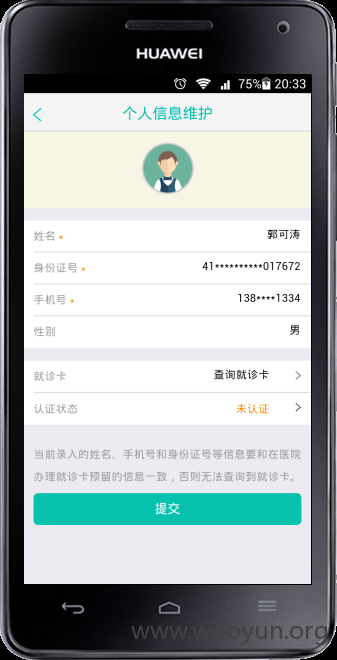 HUAWEI
75% 20:33
个人信息维护
姓名 * 郭可涛
身份证号 * 41**********017672
手机号 * 138****1334
性别 男
就诊卡 查询就诊卡
认证状态 未认证
当前录入的姓名、手机号和身份证号等信息要和在医院
办理就诊卡预留的信息一致，否则无法查询到就诊卡。
提交
www.wooyun.org